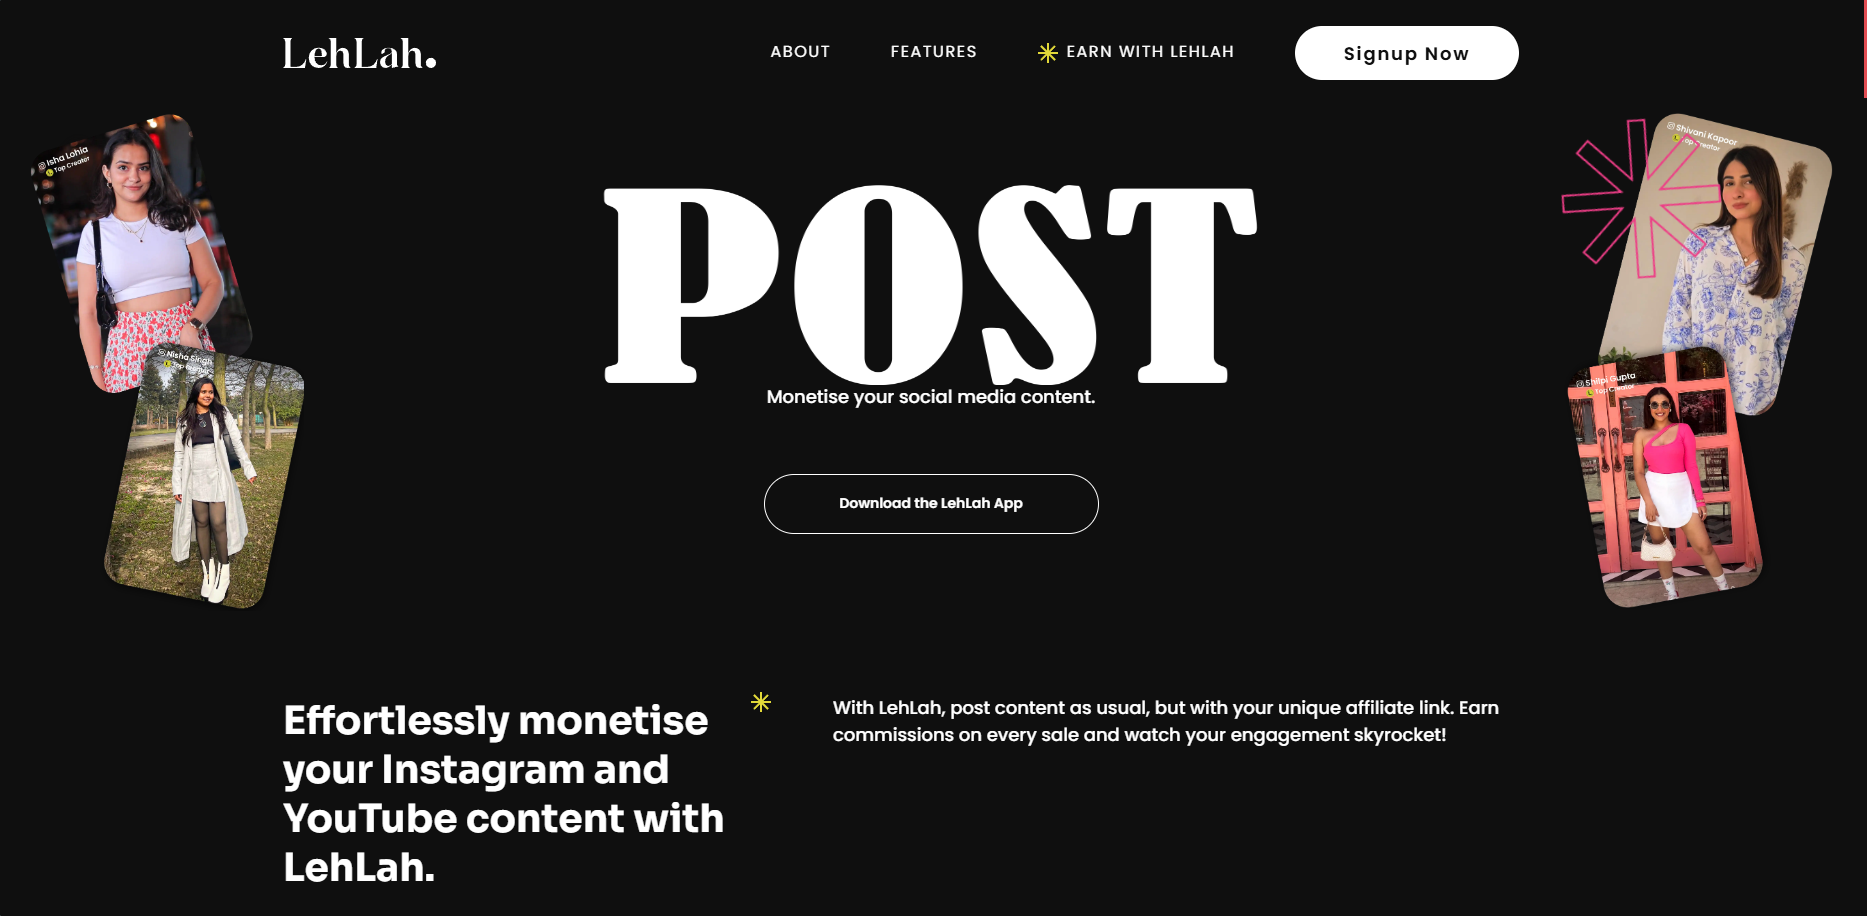 LehLah.
ABOUT
FEATURES
EARN WITH LEHLAH
Signup Now
Isha Lohia
Top Creator
Shivani Kapoor
Top Creator
POST
Monetise your social media content.
Nisha Singh
Top Creator
Shilpi Gupta
Top Creator
Download the LehLah App
Effortlessly monetise
your Instagram and
YouTube content with
LehLah.
With LehLah, post content as usual, but with your unique affiliate link. Earn
commissions on every sale and watch your engagement skyrocket!